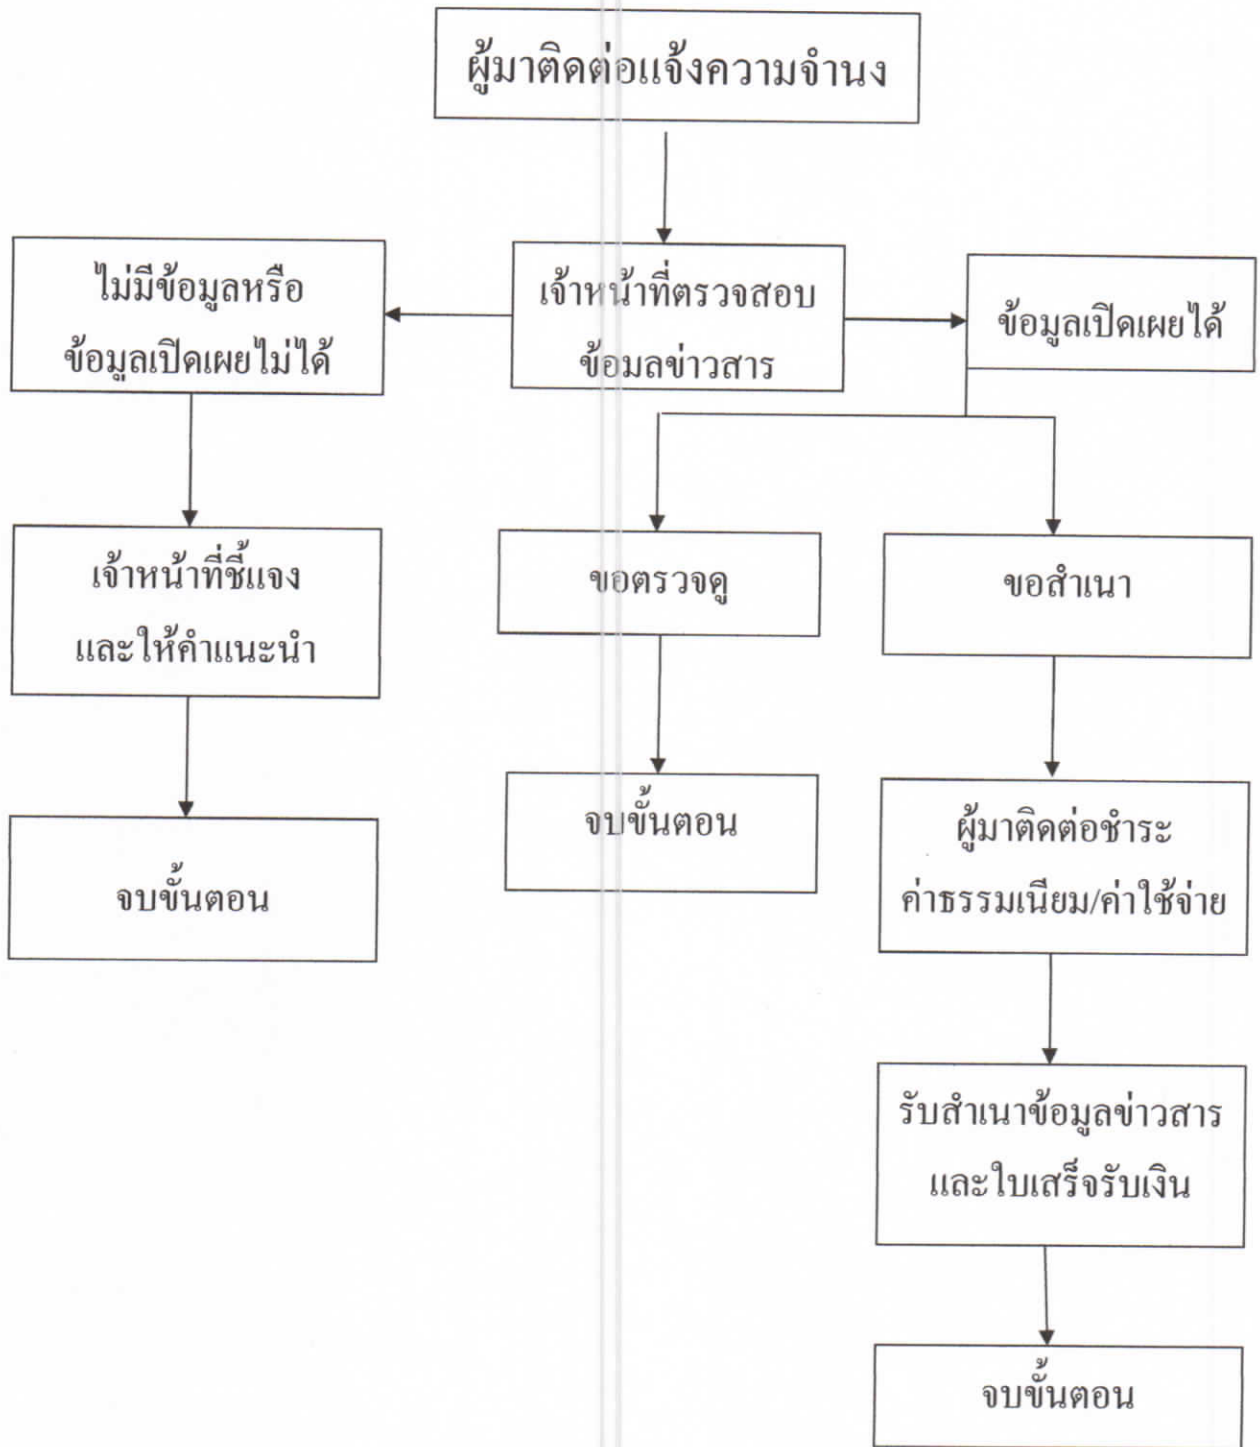 ผู้มาติดต่อแจ้งความจำนง
ไม่มีข้อมูลหรือ
ข้อมูลเปิดเผยไม่ได้
เจ้าหน้าที่ตรวจสอบ
ข้อมลข่าวสาร
ข้อมูลเปิดเผยได้
เจ้าหน้าที่ชี้แจง
และให้คำแนะนำ
ขอตรวจดู
ขอสำเนา
จบขั้นตอน
จบขั้นตอน
ผู้มาติดต่อชำระ
ค่าธรรมเนียม/ค่าใช้จ่าย
รับสำเนาข้อมูลข่าวสาร
และใบเสร็จรับเงิน
จบขั้นตอน